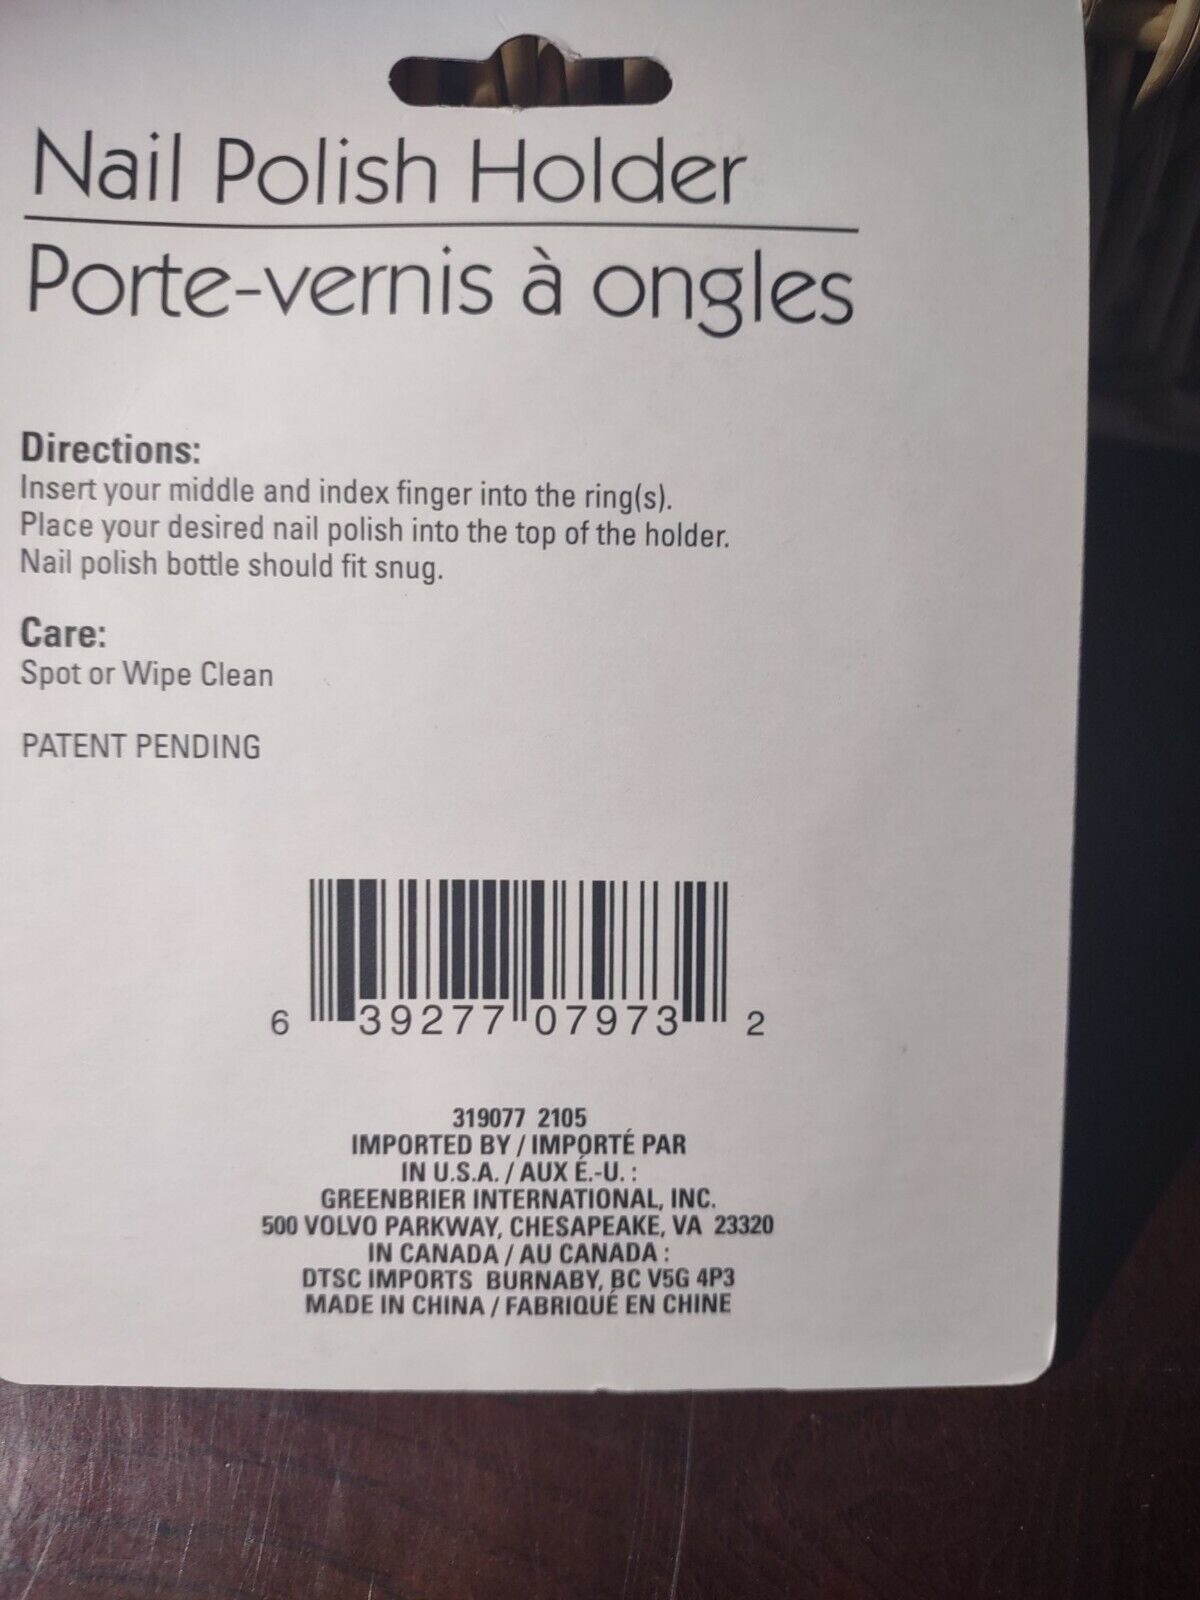 Nail Polish Holder
Porte-vernis à ongles
Directions:
Insert your middle and index finger into the ring(s).
Place your desired nail polish into the top of the holder.
Nail polish bottle should fit snug.
Care:
Spot or Wipe Clean
PATENT PENDING
6 39277 07973 2
319077 2105
IMPORTED BY / IMPORTÉ PAR
IN U.S.A. / AUX É.-U. :
GREENBRIER INTERNATIONAL, INC.
500 VOLVO PARKWAY, CHESAPEAKE, VA 23320
IN CANADA / AU CANADA :
DTSC IMPORTS BURNABY, BC V5G 4P3
MADE IN CHINA / FABRIQUÉ EN CHINE